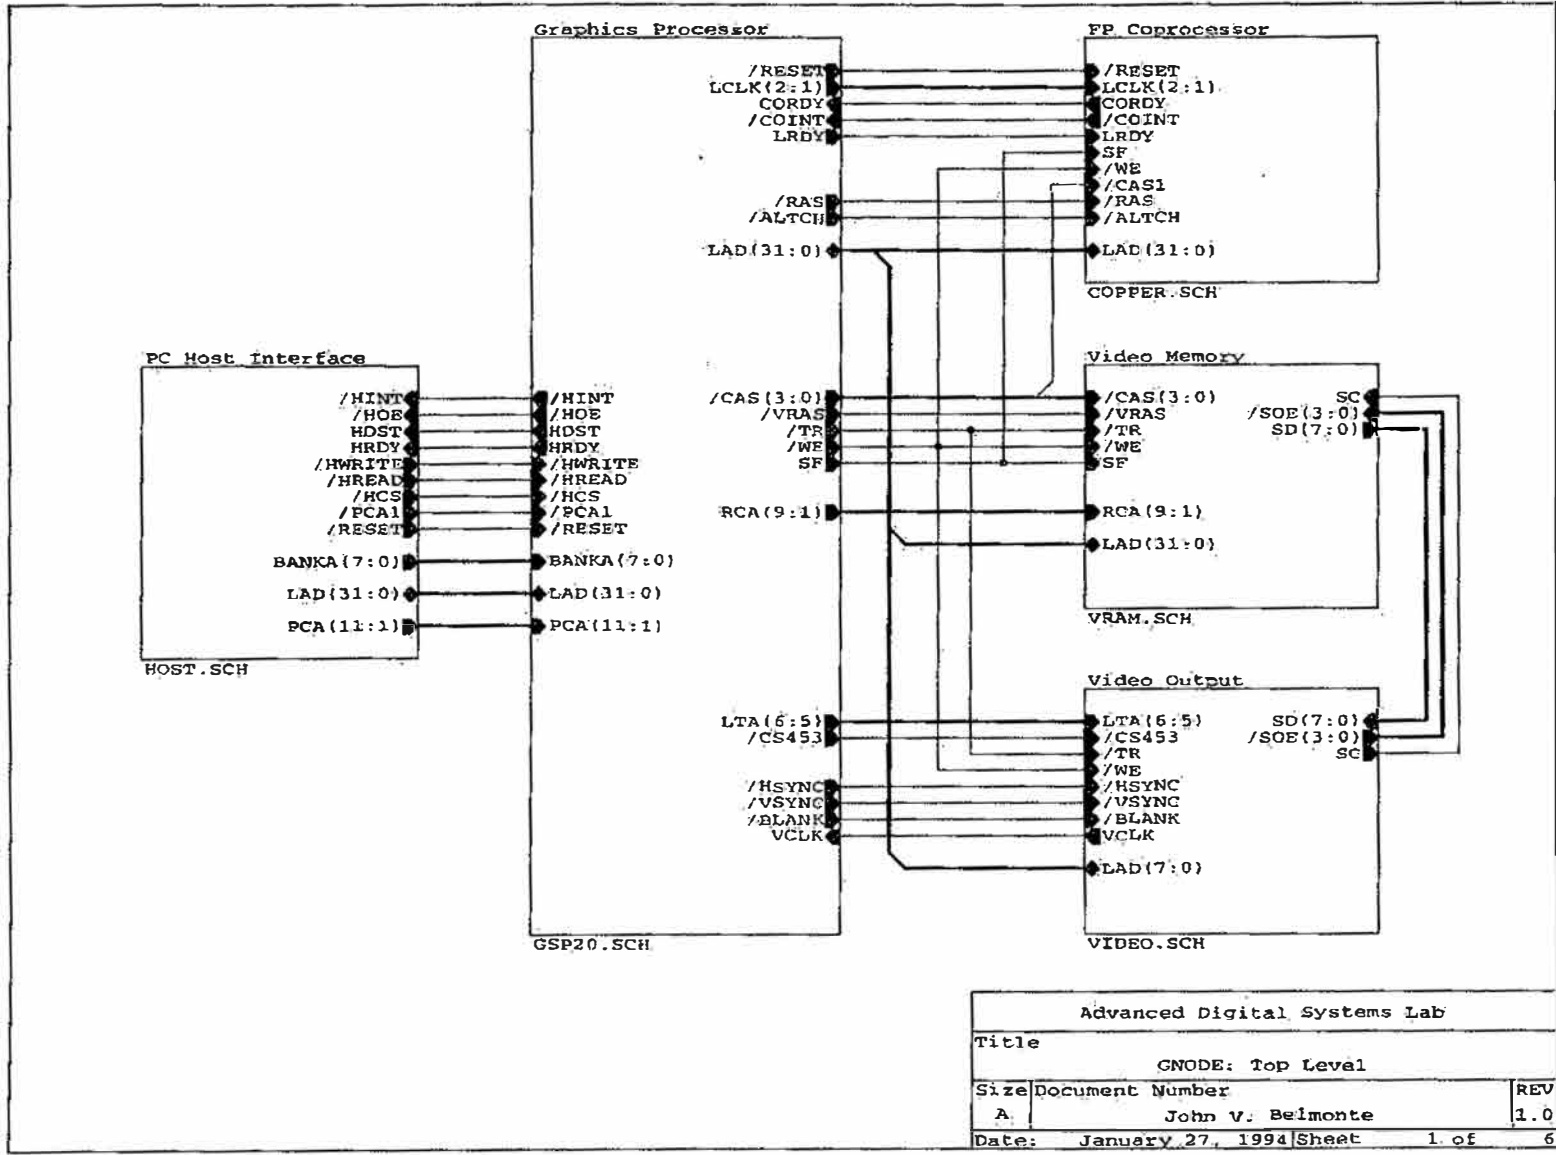 Graphics Processor
/RESET
LCLK(2:1)
CORDY
/COINT
LRDY
/RAS
/ALTCH
LAD(31:0)
/CAS(3:0)
/VRAS
/TR
/WE
SF
RCA(9:1)
LTA(6:5)
/CS453
/HSYNC
/VSYNC
/BLANK
VCLK
/HINT
/HOE
HDST
HRDY
/HWRITE
/HREAD
/HCS
/PCA1
/RESET
BANKA(7:0)
LAD(31:0)
PCA(11:1)
GSP20.SCH
FP Coprocessor
/RESET
LCLK(2:1)
CORDY
/COINT
LRDY
SF
/WE
/CAS1
/RAS
/ALTCH
LAD(31:0)
COPPER.SCH
PC Host Interface
/HINT
/HOE
HDST
HRDY
/HWRITE
/HREAD
/HCS
/PCA1
/RESET
BANKA(7:0)
LAD(31:0)
PCA(11:1)
HOST.SCH
Video Memory
/CAS(3:0)
/VRAS
/TR
/WE
SF
RCA(9:1)
LAD(31:0)
SC
/SOE(3:0)
SD(7:0)
VRAM.SCH
Video Output
LTA(6:5)
/CS453
/TR
/WE
/HSYNC
/VSYNC
/BLANK
VCLK
LAD(7:0)
SD(7:0)
/SOE(3:0)
SC
VIDEO.SCH
Advanced Digital Systems Lab
Title
GNODE: Top Level
Size Document Number REV
A John V. Belmonte 1.0
Date: January 27, 1994 Sheet 1 of 6